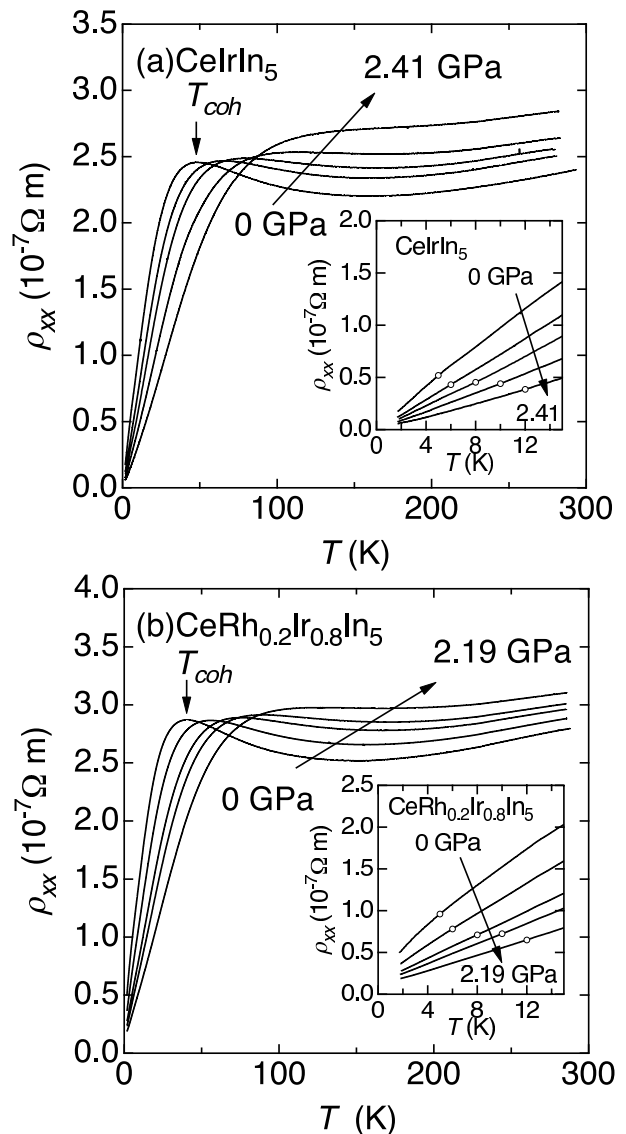 3.5
3.0
2.5
2.0
1.5
1.0
0.5
0.0
ρxx (10⁻⁷Ω m)
(a)CeIrIn₅
Tcoh
2.41 GPa
0 GPa
0
100
200
300
T (K)
2.0
1.5
1.0
0.5
0.0
ρxx (10⁻⁷Ω m)
CeIrIn₅
0 GPa
2.41
0
4
8
12
T (K)
4.0
3.5
3.0
2.5
2.0
1.5
1.0
0.5
0.0
ρxx (10⁻⁷Ω m)
(b)CeRh₀.₂Ir₀.₈In₅
Tcoh
2.19 GPa
0 GPa
0
100
200
300
T (K)
2.5
2.0
1.5
1.0
0.5
0.0
ρxx (10⁻⁷Ω m)
CeRh₀.₂Ir₀.₈In₅
0 GPa
2.19 GPa
0
4
8
12
T (K)